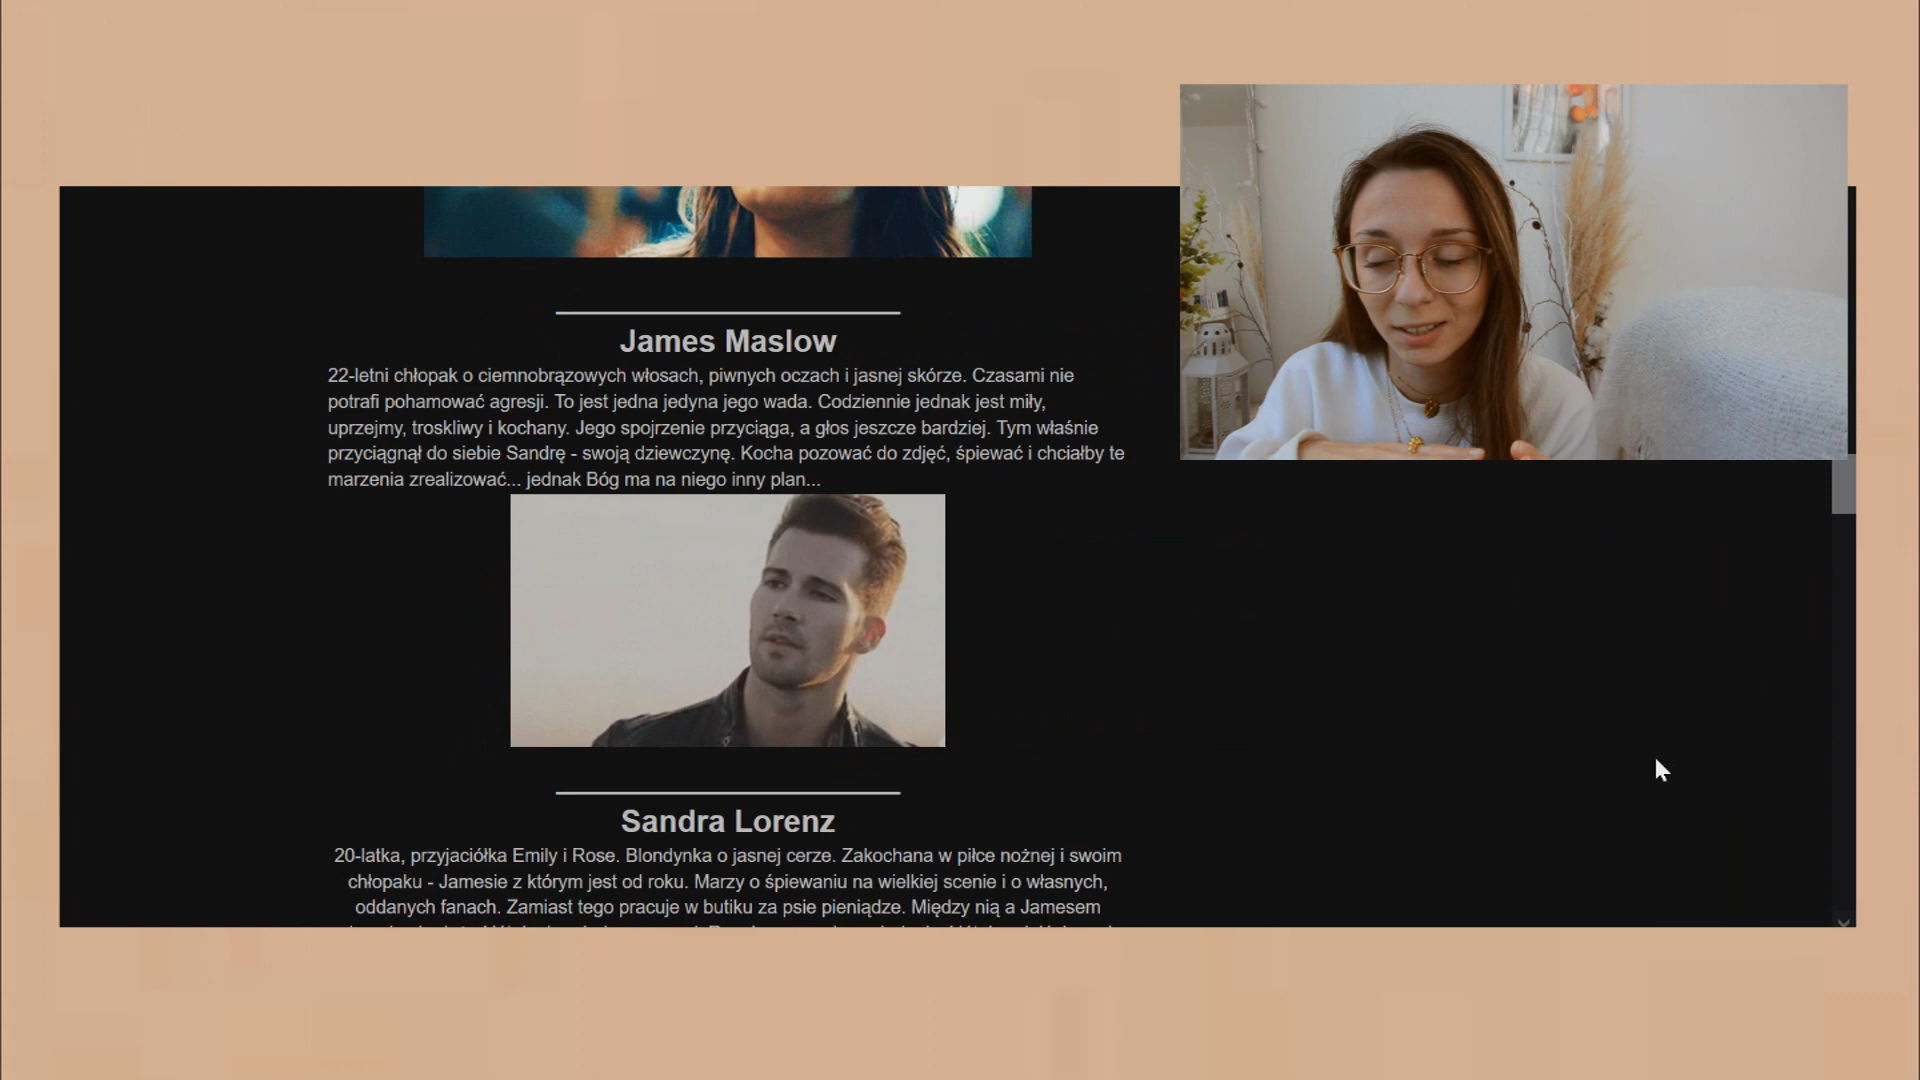 James Maslow
22-letni chłopak o ciemnobrązowych włosach, piwnych oczach i jasnej skórze. Czasami nie
potrafi pohamować agresji. To jest jedna jedyna jego wada. Codziennie jednak jest miły,
uprzejmy, troskliwy i kochany. Jego spojrzenie przyciąga, a głos jeszcze bardziej. Tym właśnie
przyciągnął do siebie Sandrę - swoją dziewczynę. Kocha pozować do zdjęć, śpiewać i chciałby te
marzenia zrealizować... jednak Bóg ma na niego inny plan...
Sandra Lorenz
20-latka, przyjaciółka Emily i Rose. Blondynka o jasnej cerze. Zakochana w piłce nożnej i swoim
chłopaku - Jamesie z którym jest od roku. Marzy o śpiewaniu na wielkiej scenie i o własnych,
oddanych fanach. Zamiast tego pracuje w butiku za psie pieniądze. Między nią a Jamesem